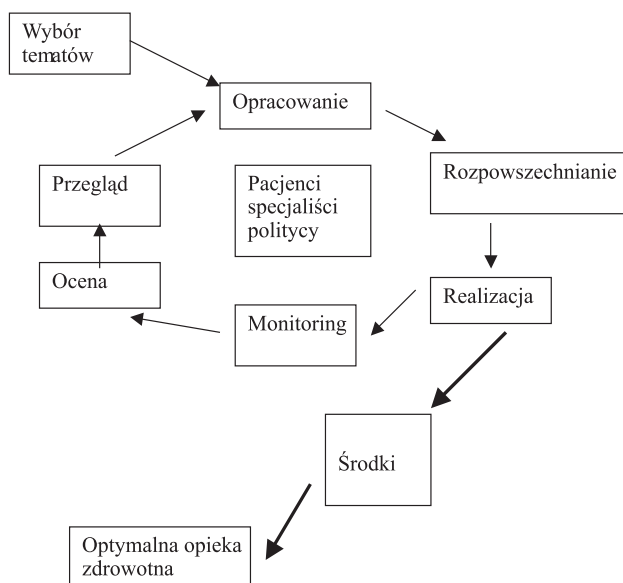 Wybór
tematów
Opracowanie
Przegląd
Pacjenci
specjaliści
politycy
Rozpowszechnianie
Ocena
Realizacja
Monitoring
Środki
Optymalna opieka
zdrowotna